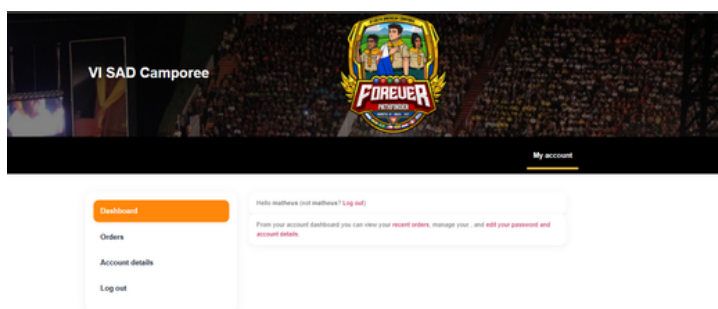 VI SAD Camporee
FOREVER
PATHFINDER
My account
Dashboard
Orders
Account details
Log out
Hello matheus (not matheus? Log out)
From your account dashboard you can view your recent orders, manage your , and edit your password and
account details.